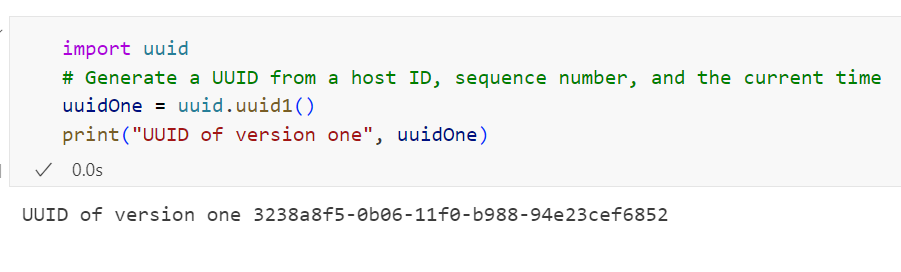 import uuid
# Generate a UUID from a host ID, sequence number, and the current time
uuidOne = uuid.uuid1()
print("UUID of version one", uuidOne)
0.0s
UUID of version one 3238a8f5-0b06-11f0-b988-94e23cef6852